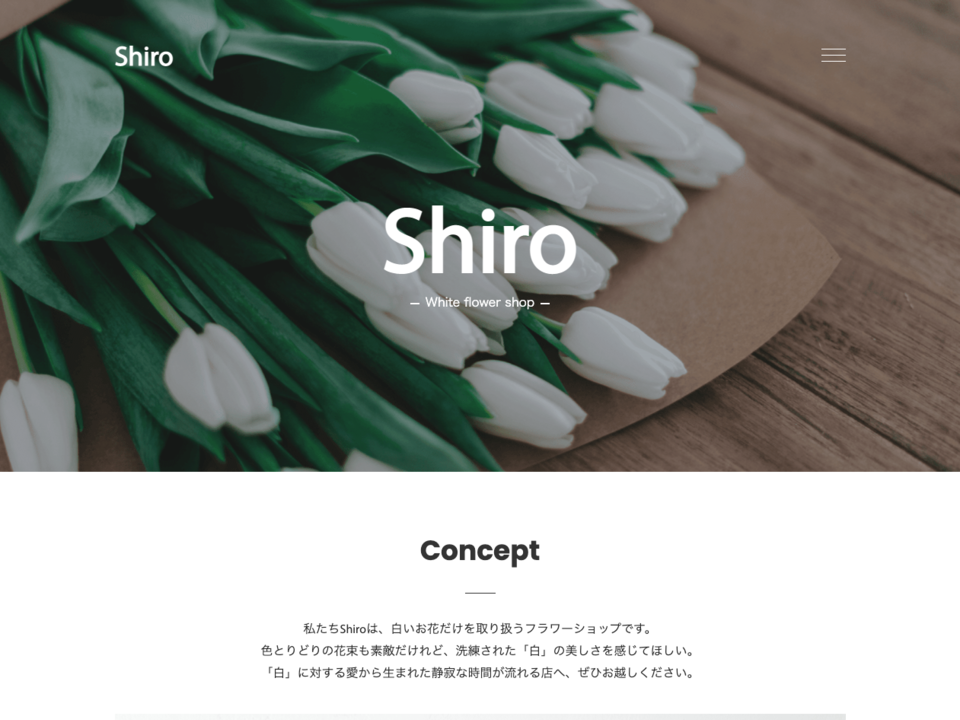 Shiro
Shiro
– White flower shop –
Concept
私たちShiroは、白いお花だけを取り扱うフラワーショップです。
色とりどりの花束も素敵だけれど、洗練された「白」の美しさを感じてほしい。
「白」に対する愛から生まれた静寂な時間が流れる店へ、ぜひお越しください。